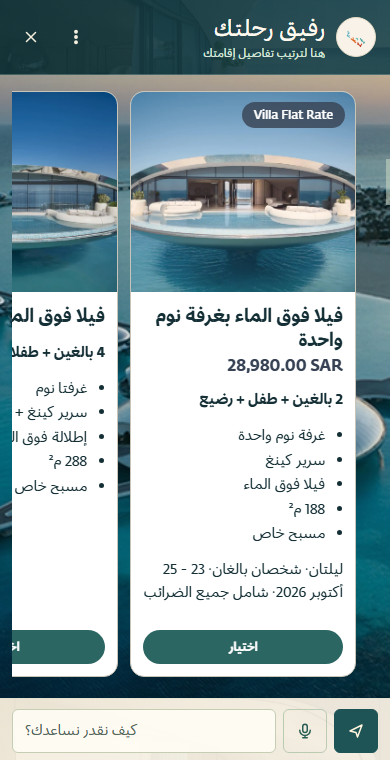 رفيق رحلتك
هنا لترتيب تفاصيل إقامتك
Villa Flat Rate
فيلا فوق الماء بغرفة نوم
واحدة
28,980.00 SAR
2 بالغين + طفل + رضيع
غرفة نوم واحدة
سرير كينغ
فيلا فوق الماء
188 م²
مسبح خاص
ليلتان· شخصان بالغان· 23 - 25
أكتوبر 2026· شامل جميع الضرائب
اختيار
فيلا فوق
4 بالغين +
غرفتا نوم
سرير كينغ +
إطلالة فوق
288 م²
مسبح خاص
كيف نقدر نساعدك؟